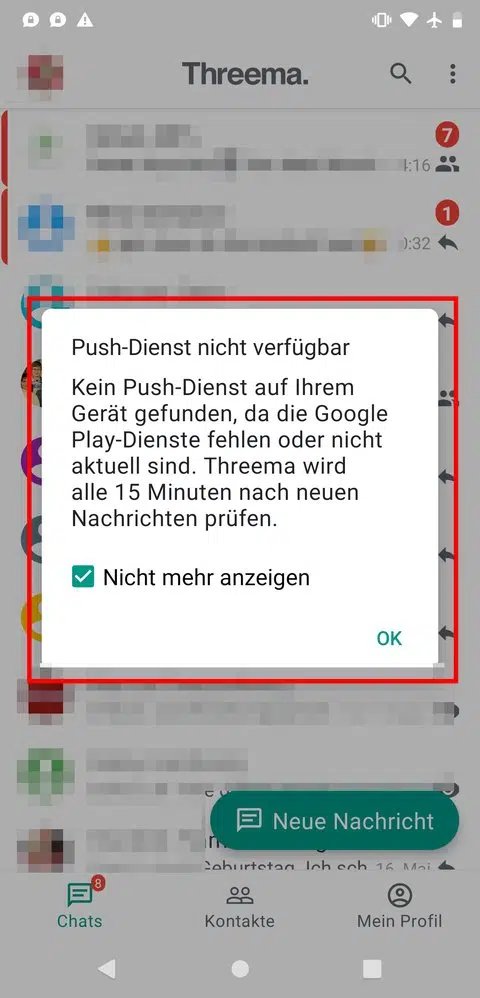 Threema.
7
4:16
1
0:32
Push-Dienst nicht verfügbar
Kein Push-Dienst auf Ihrem
Gerät gefunden, da die Google
Play-Dienste fehlen oder nicht
aktuell sind. Threema wird
alle 15 Minuten nach neuen
Nachrichten prüfen.
Nicht mehr anzeigen
OK
Neue Nachricht
Geburtstag. Ich sch 16. Mai
8
Chats
Kontakte
Mein Profil